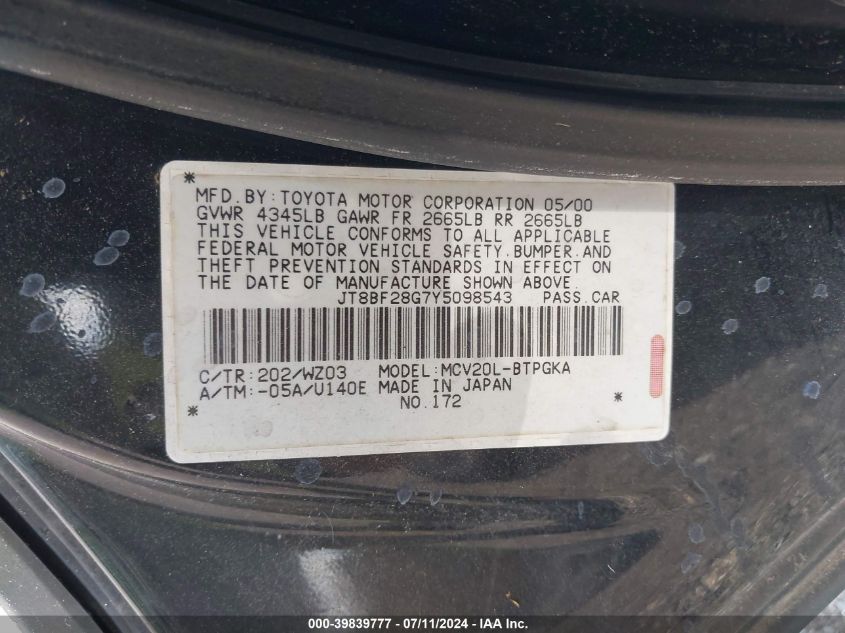 * MFD.BY:TOYOTA MOTOR CORPORATION 05/00
GVWR 4345LB GAWR FR 2665LB RR 2665LB
THIS VEHICLE CONFORMS TO ALL APPLICABLE
FEDERAL MOTOR VEHICLE SAFETY,BUMPER,AND
THEFT PREVENTION STANDARDS IN EFFECT ON
THE DATE OF MANUFACTURE SHOWN ABOVE.
JT8BF28G7Y5098543 PASS.CAR
C/TR:202/WZ03 MODEL:MCV20L-BTPGKA
A/TM:-05A/U140E MADE IN JAPAN
* NO.172 *
000-39839777 - 07/11/2024 - IAA Inc.